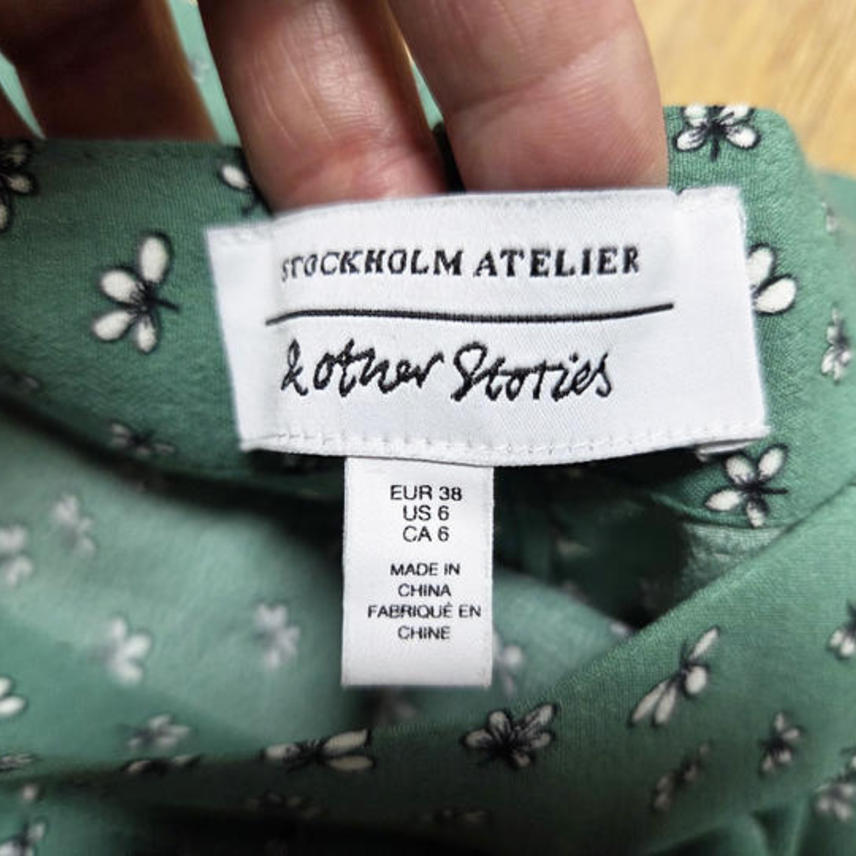 STOCKHOLM ATELIER
& other Stories
EUR 38
US 6
CA 6
MADE IN
CHINA
FABRIQUÉ EN
CHINE